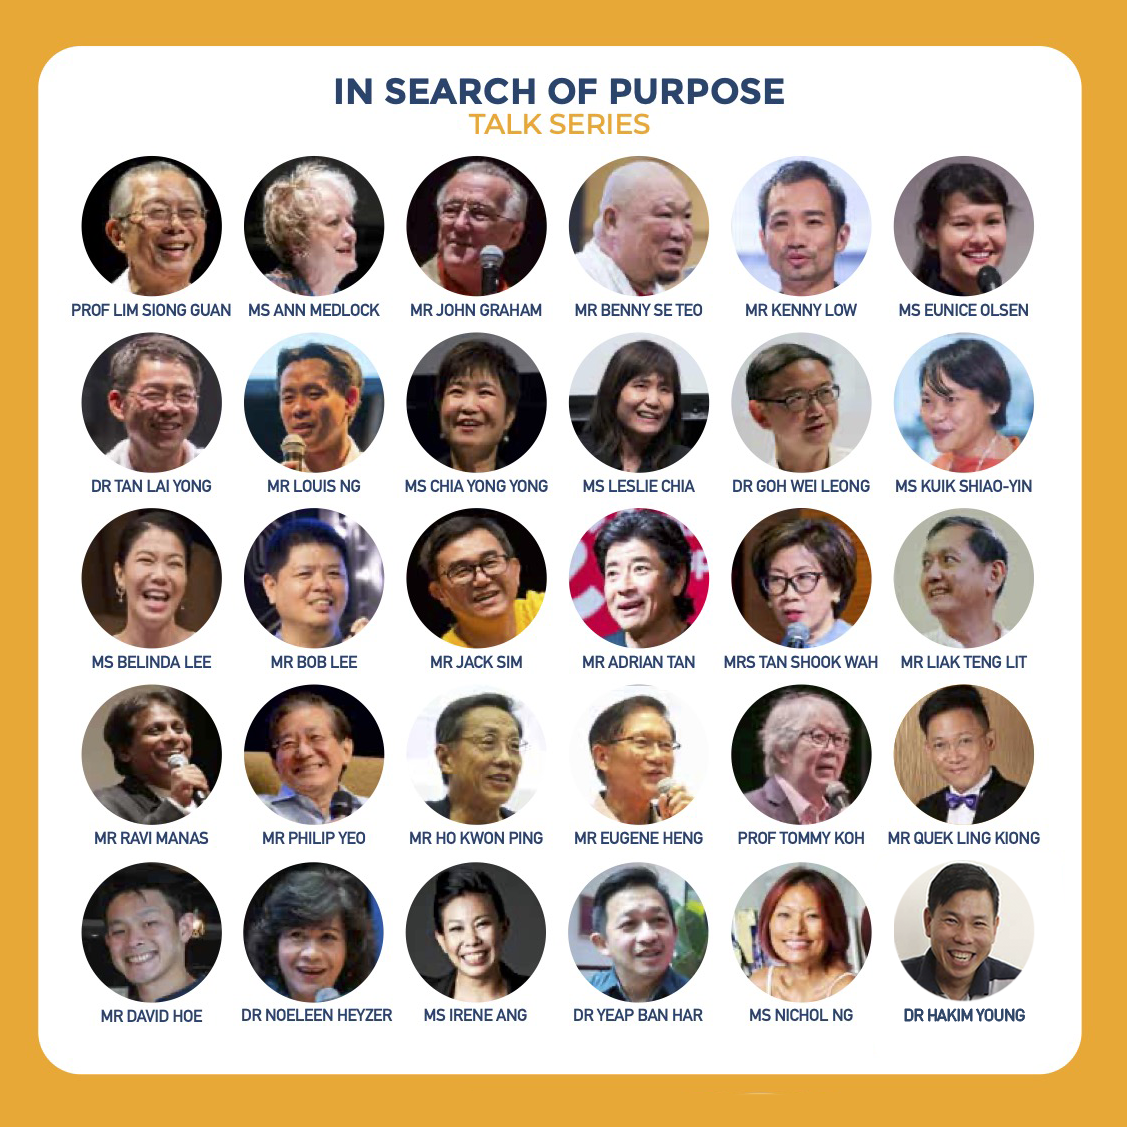 IN SEARCH OF PURPOSE
TALK SERIES
PROF LIM SIONG GUAN
MS ANN MEDLOCK
MR JOHN GRAHAM
MR BENNY SE TEO
MR KENNY LOW
MS EUNICE OLSEN
DR TAN LAI YONG
MR LOUIS NG
MS CHIA YONG YONG
MS LESLIE CHIA
DR GOH WEI LEONG
MS KUIK SHIAO-YIN
MS BELINDA LEE
MR BOB LEE
MR JACK SIM
MR ADRIAN TAN
MRS TAN SHOOK WAH
MR LIAK TENG LIT
MR RAVI MANAS
MR PHILIP YEO
MR HO KWON PING
MR EUGENE HENG
PROF TOMMY KOH
MR QUEK LING KIONG
MR DAVID HOE
DR NOELEEN HEYZER
MS IRENE ANG
DR YEAP BAN HAR
MS NICHOL NG
DR HAKIM YOUNG